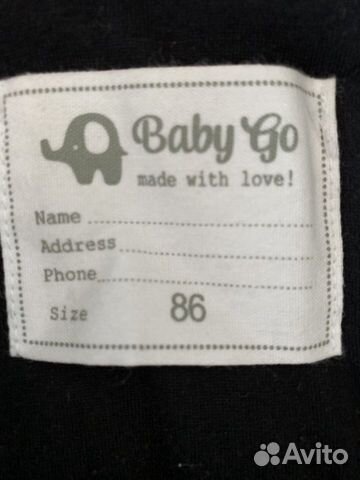 Baby Go
made with love!
Name
Address
Phone
Size 86
Avito